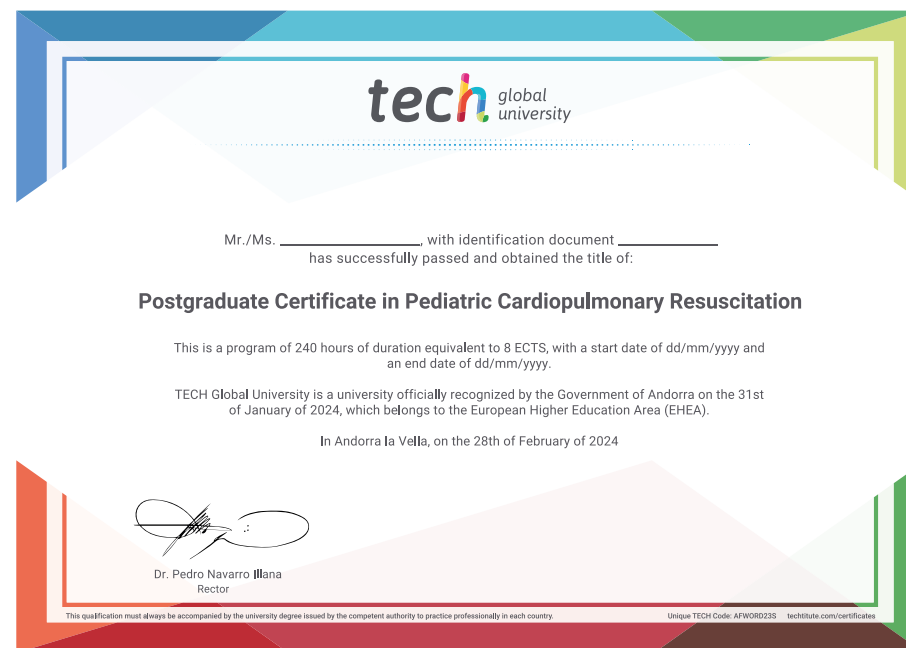 tech global university
Mr./Ms. ____________, with identification document ____________
has successfully passed and obtained the title of:
Postgraduate Certificate in Pediatric Cardiopulmonary Resuscitation
This is a program of 240 hours of duration equivalent to 8 ECTS, with a start date of dd/mm/yyyy and
an end date of dd/mm/yyyy.
TECH Global University is a university officially recognized by the Government of Andorra on the 31st
of January of 2024, which belongs to the European Higher Education Area (EHEA).
In Andorra la Vella, on the 28th of February of 2024
Dr. Pedro Navarro Illana
Rector
This qualification must always be accompanied by the university degree issued by the competent authority to practice professionally in each country.
Unique TECH Code: AFWORD23S techtitute.com/certificates